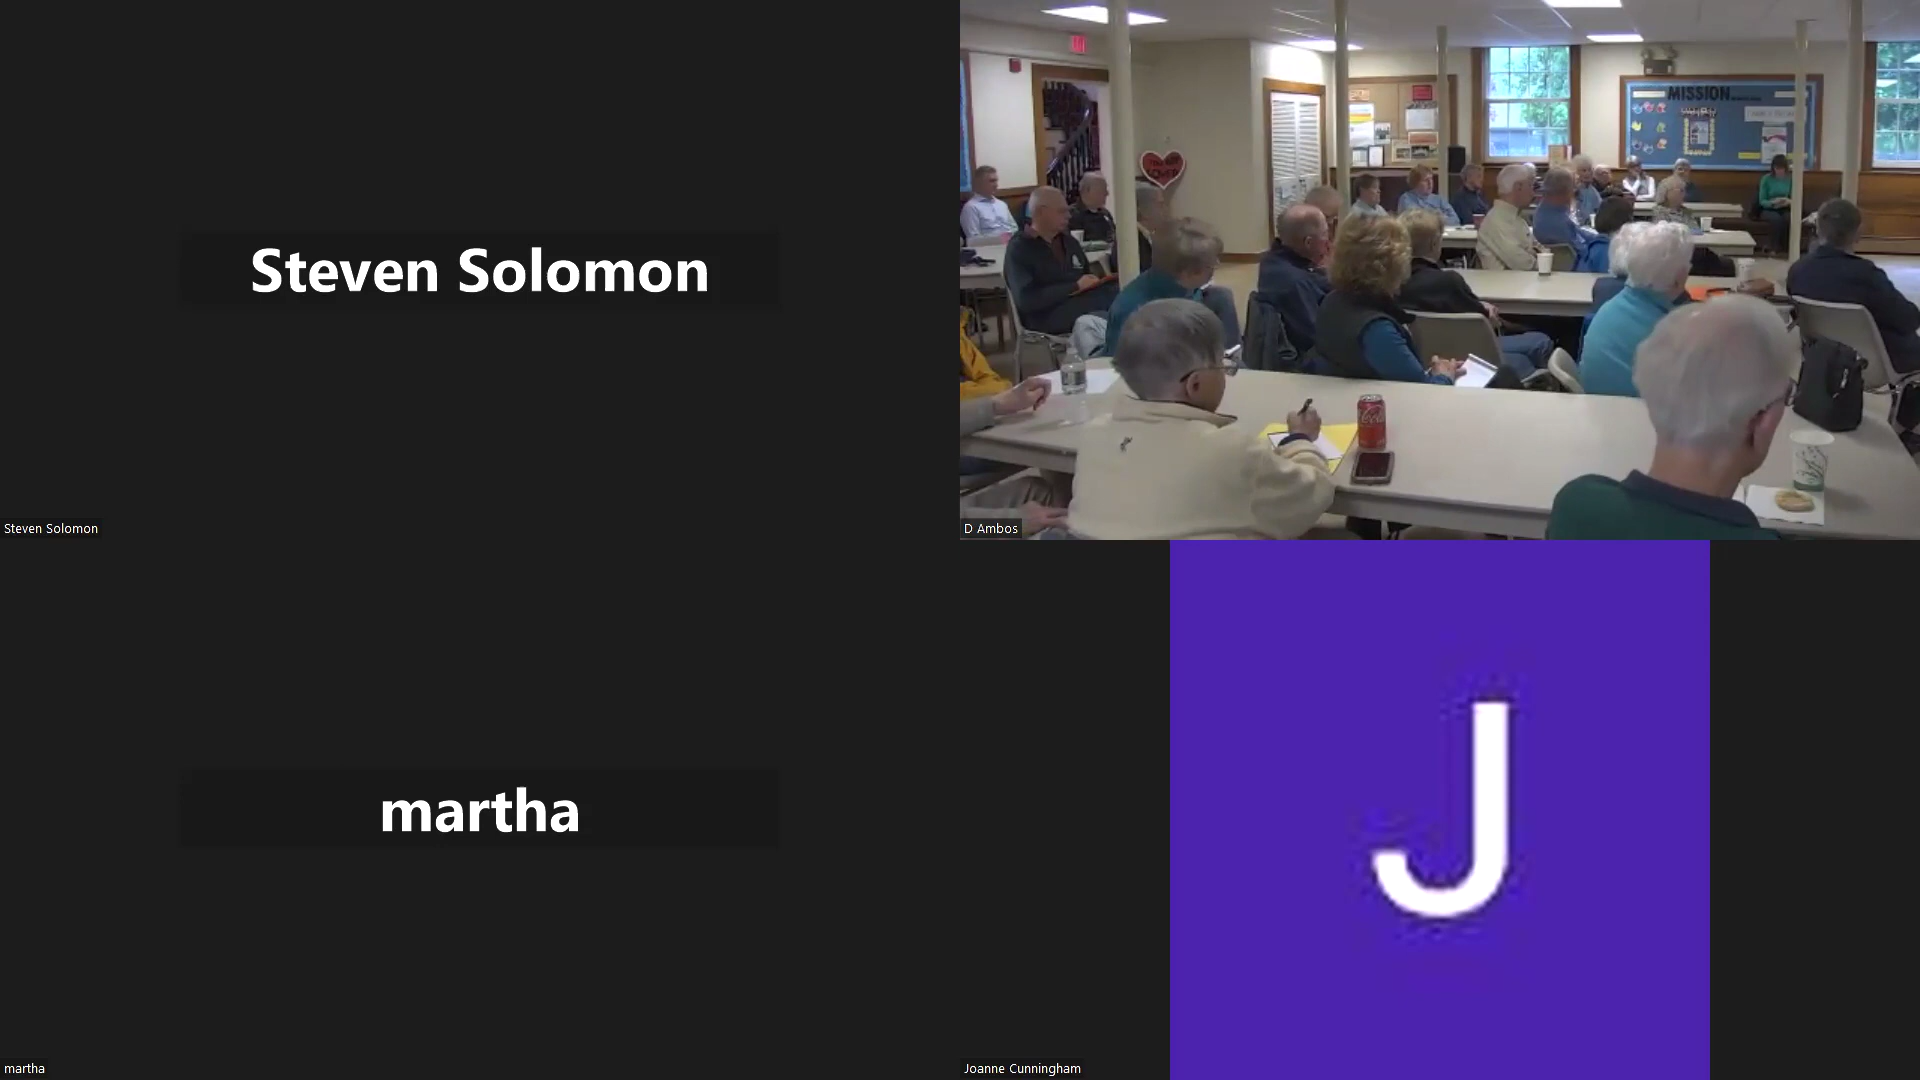 Steven Solomon
Steven Solomon
MISSION
D Ambos
martha
martha
J
Joanne Cunningham